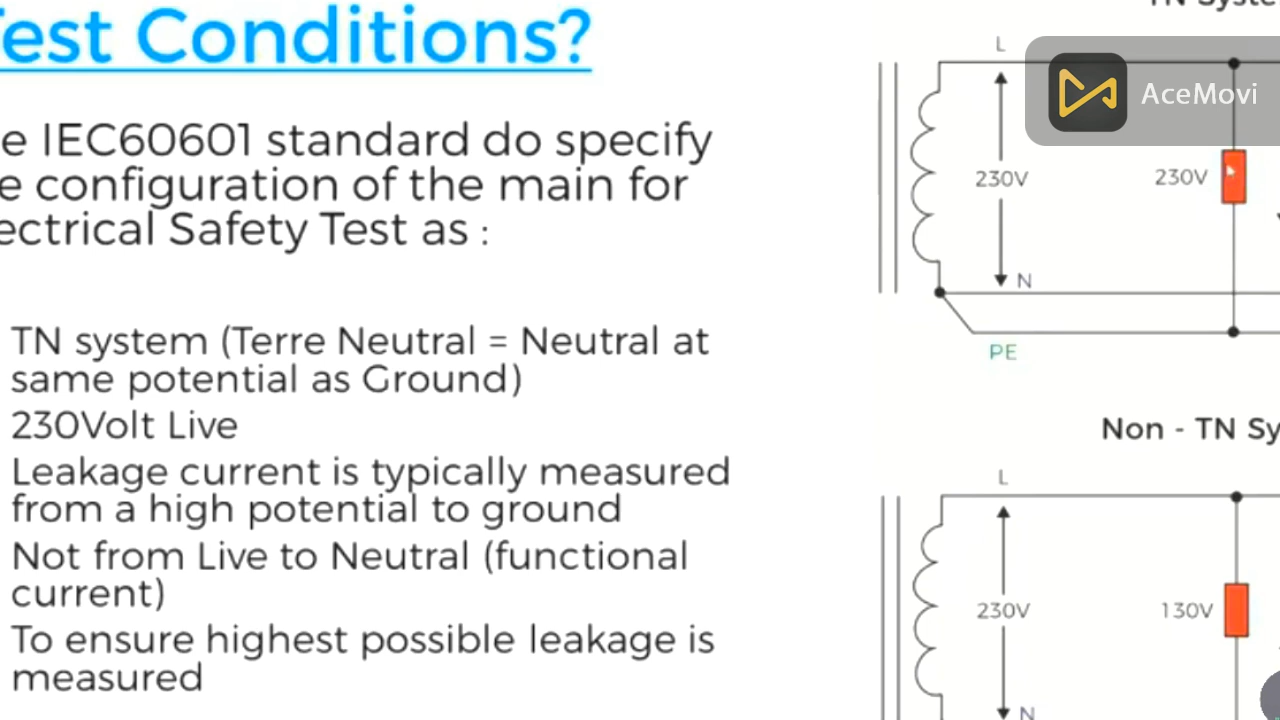 est Conditions?
e IEC60601 standard do specify
e configuration of the main for
ectrical Safety Test as :
TN system (Terre Neutral = Neutral at
same potential as Ground)
230Volt Live
Leakage current is typically measured
from a high potential to ground
Not from Live to Neutral (functional
current)
To ensure highest possible leakage is
measured
TN Syste
L
AceMovi
230V
230V
N
PE
Non - TN Sy
L
230V
130V
N